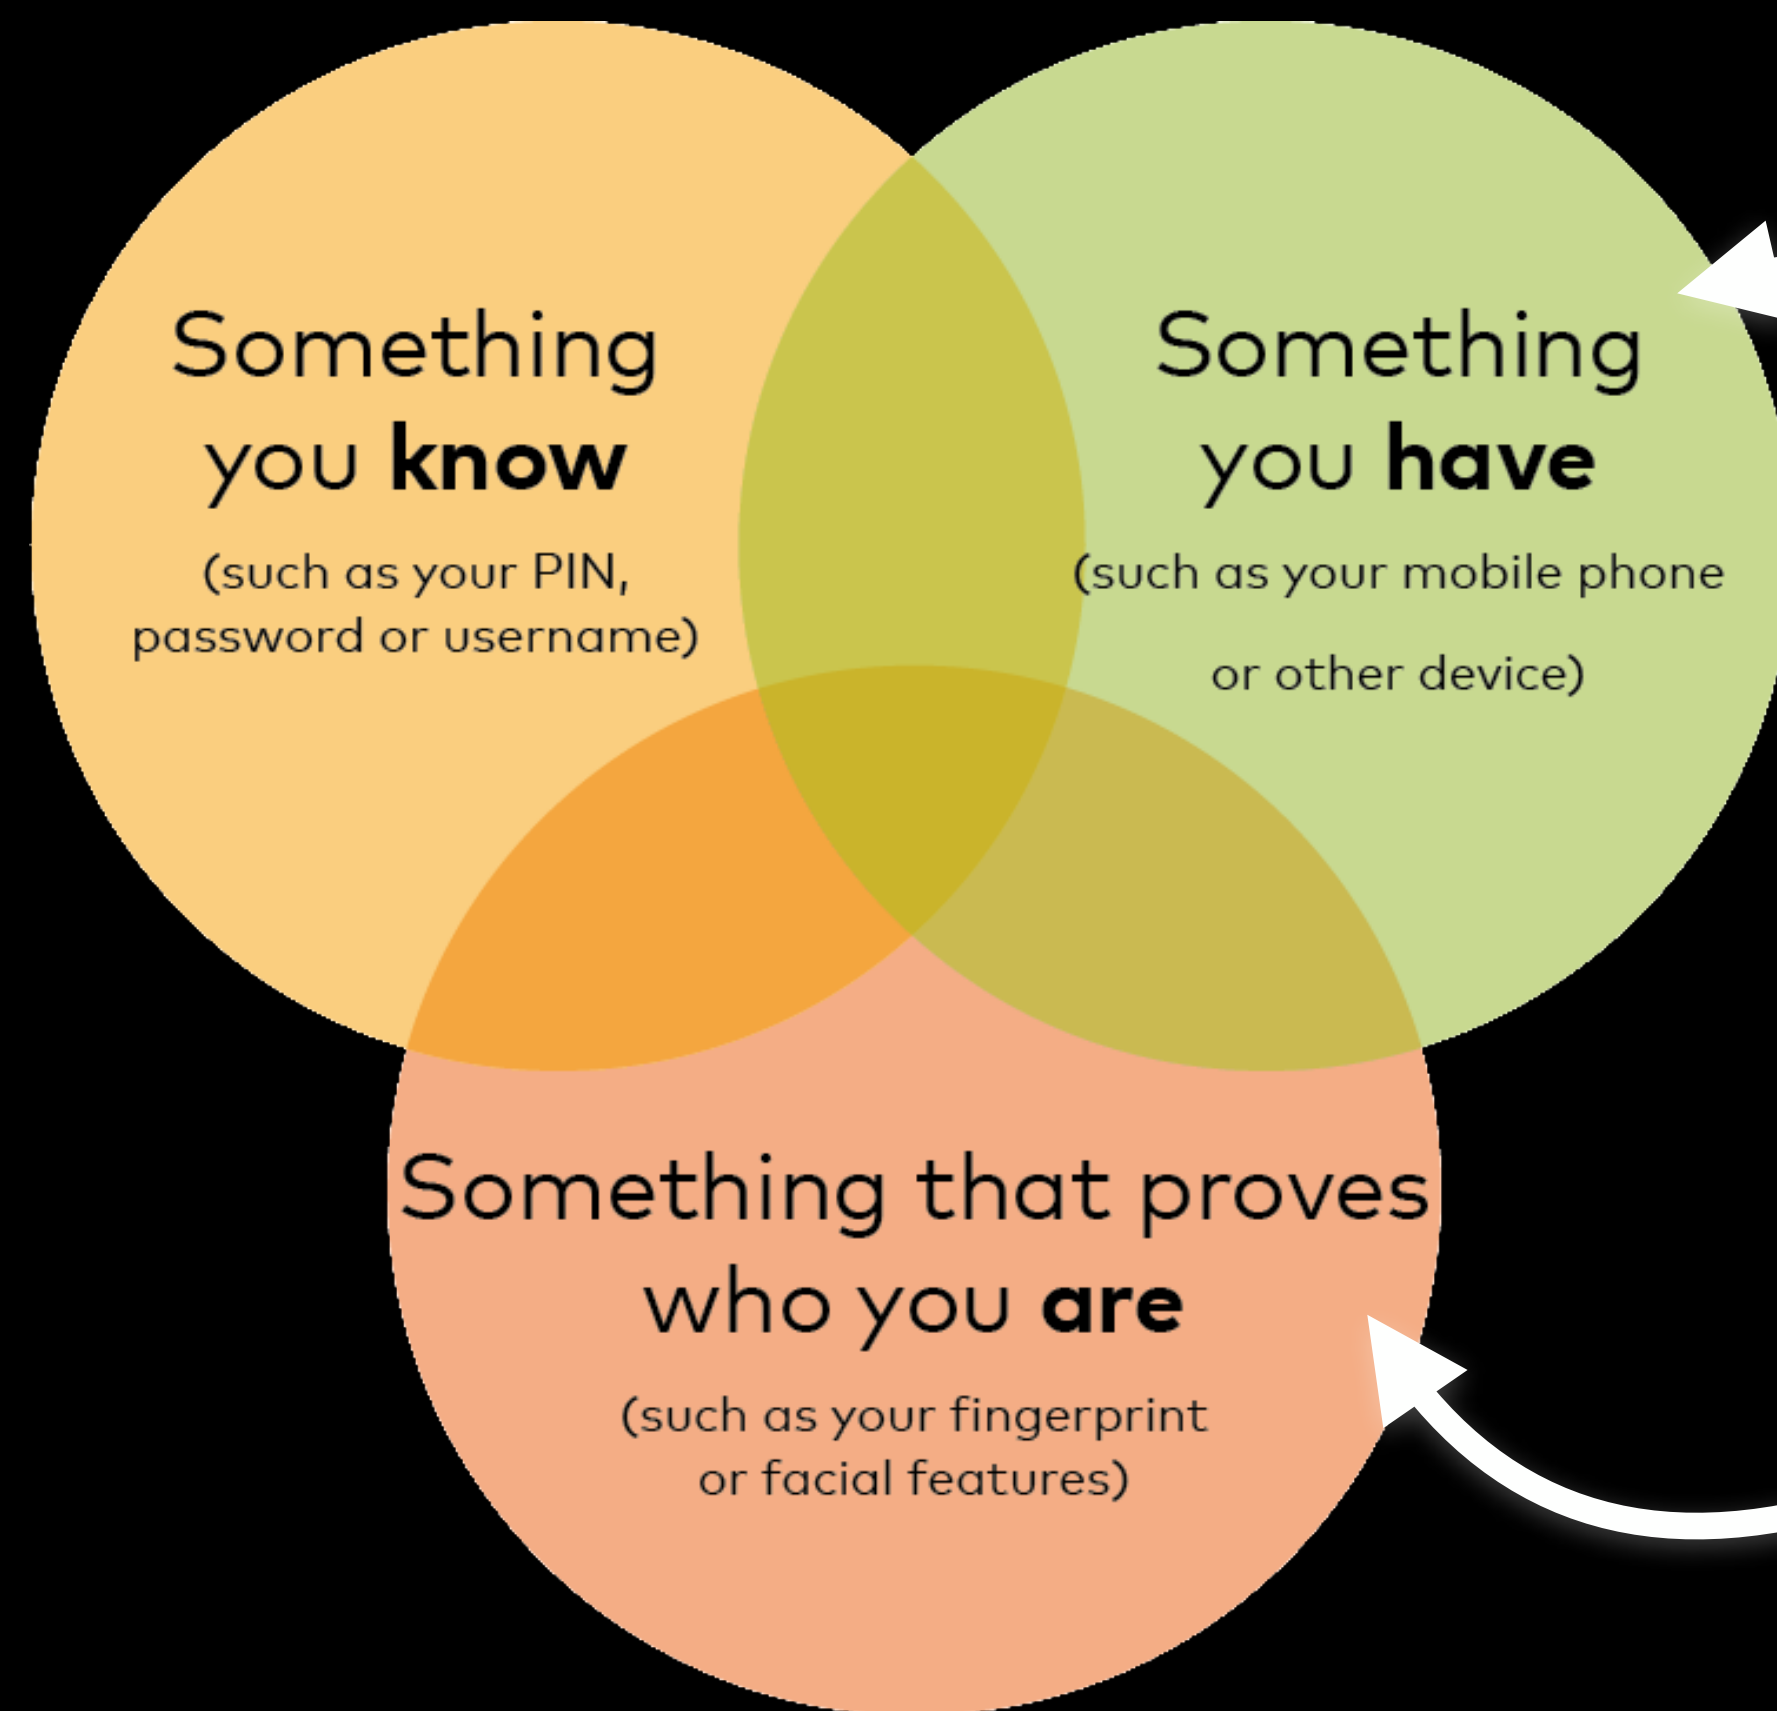 Something
you know
(such as your PIN,
password or username)
Something
you have
(such as your mobile phone
or other device)
Something that proves
who you are
(such as your fingerprint
or facial features)